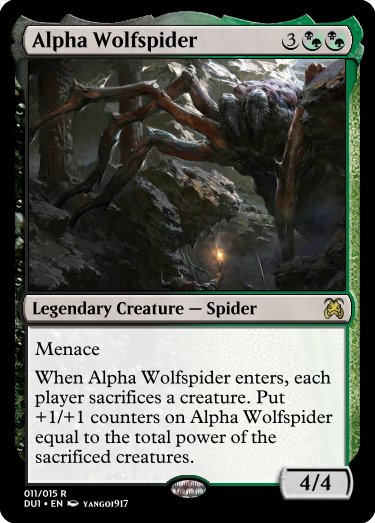 Alpha Wolfspider 3
Legendary Creature — Spider
Menace
When Alpha Wolfspider enters, each
player sacrifices a creature. Put
+1/+1 counters on Alpha Wolfspider
equal to the total power of the
sacrificed creatures.
4/4
011/015 R
DU1 • EN YANGO1917